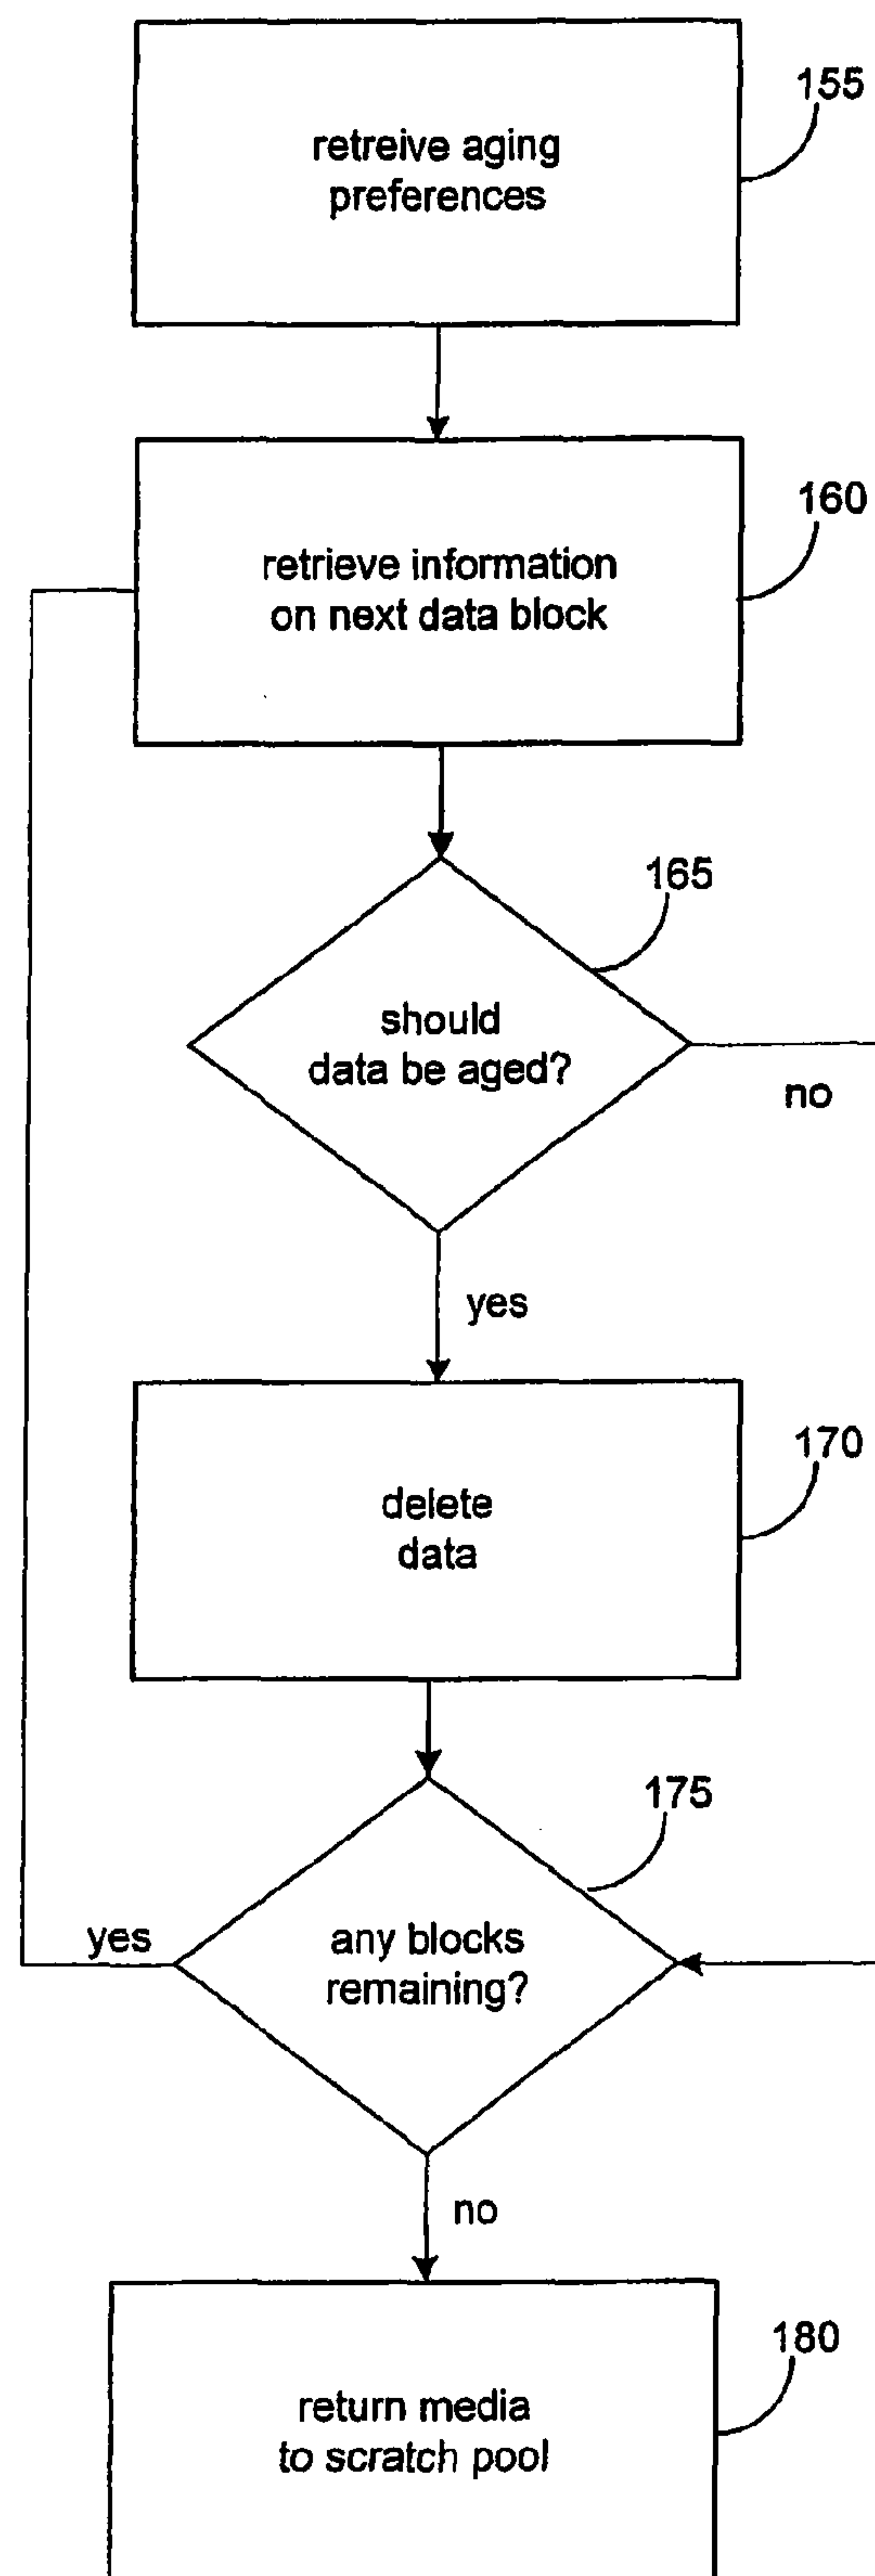 155
retreive aging
preferences
160
retrieve information
on next data block
165
should
data be aged?
no
yes
170
delete
data
175
yes
any blocks
remaining?
no
180
return media
to scratch pool